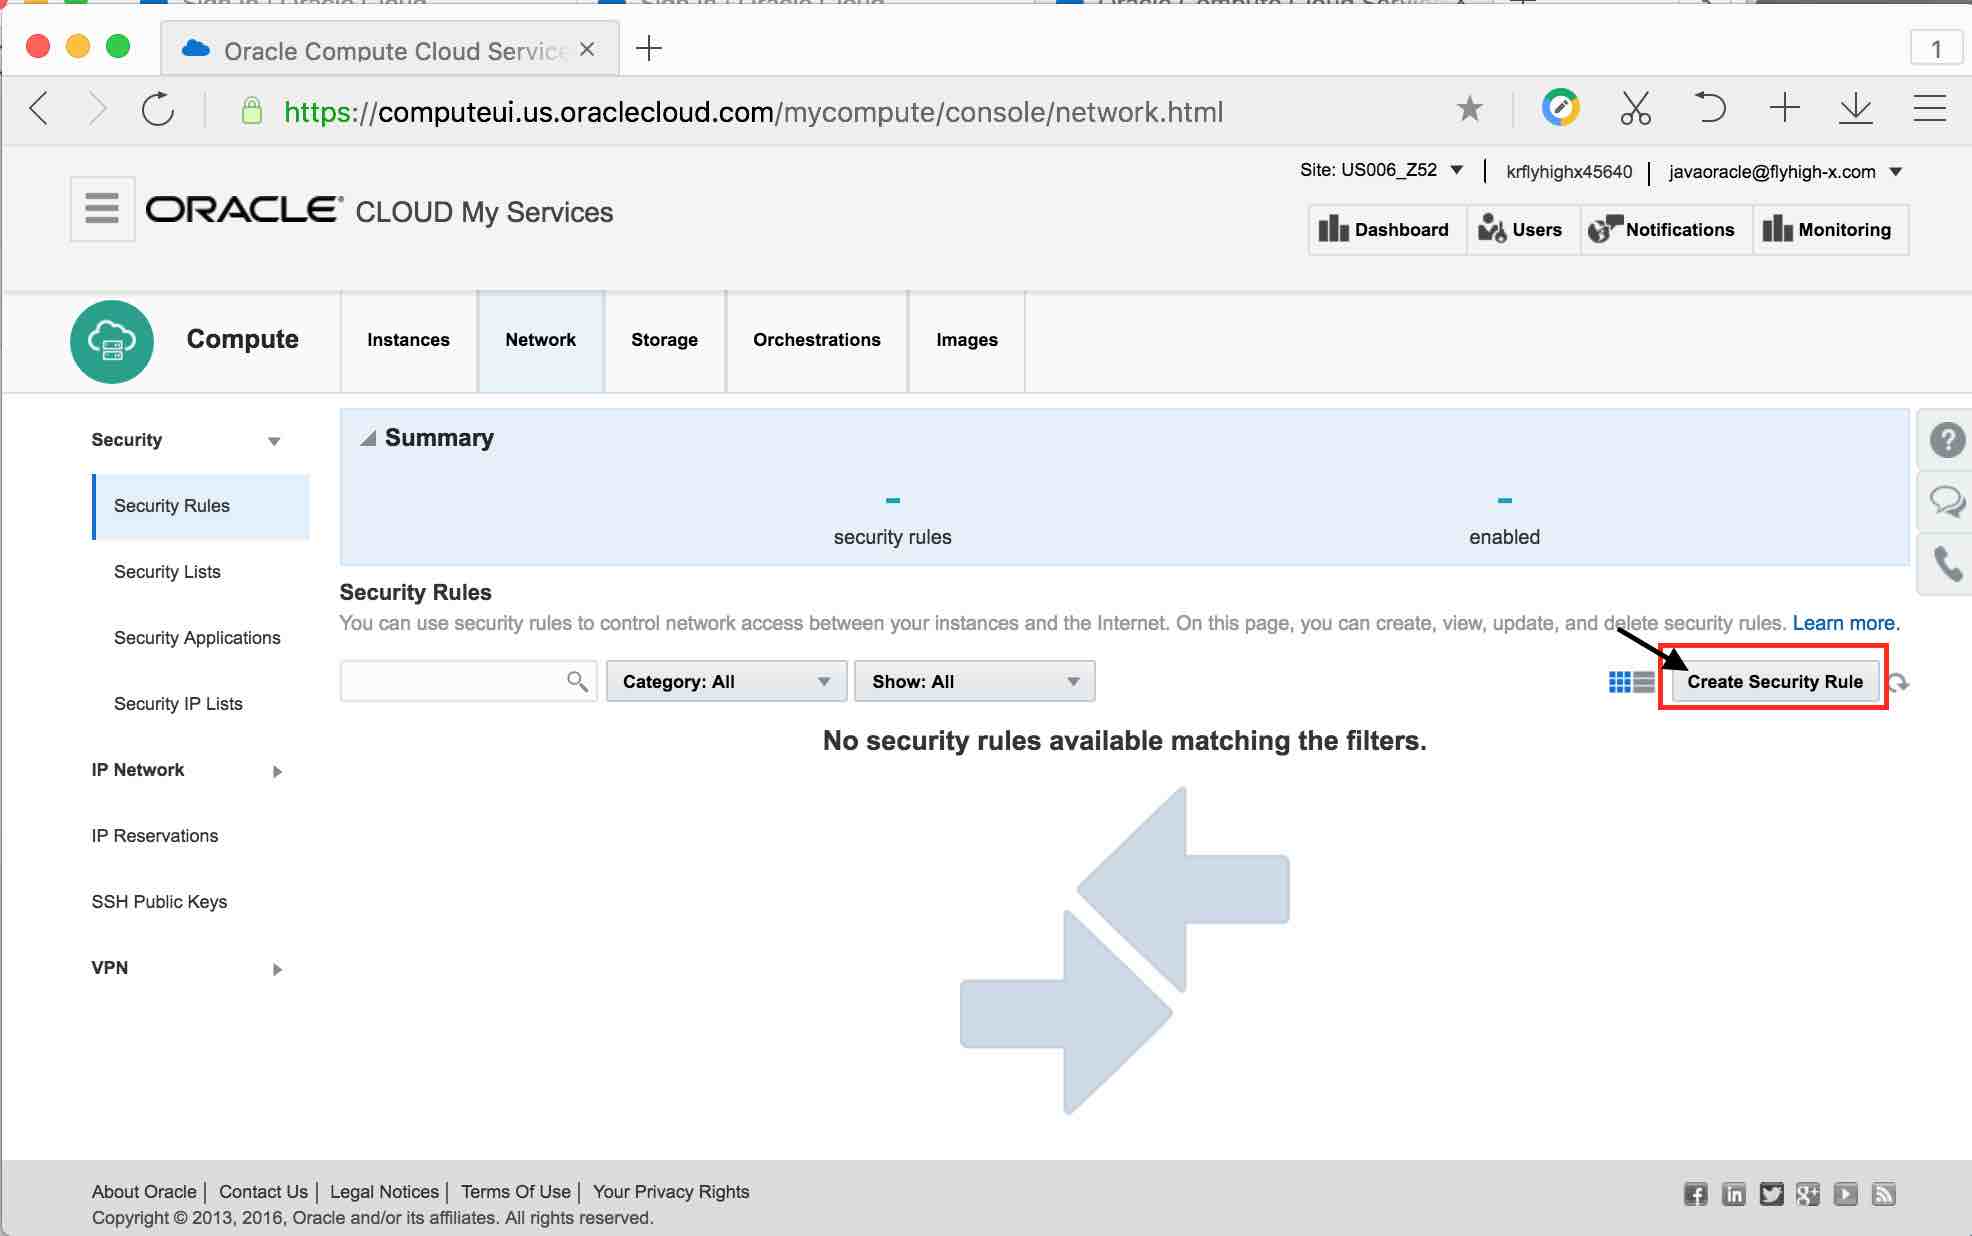 Oracle Compute Cloud Service
1
https://computeui.us.oraclecloud.com/mycompute/console/network.html
Site: US006_Z52
krflyhighx45640
javaoracle@flyhigh-x.com
ORACLE® CLOUD My Services
Dashboard
Users
Notifications
Monitoring
Compute
Instances
Network
Storage
Orchestrations
Images
Security
Security Rules
Security Lists
Security Applications
Security IP Lists
IP Network
IP Reservations
SSH Public Keys
VPN
Summary
-
security rules
-
enabled
Security Rules
You can use security rules to control network access between your instances and the Internet. On this page, you can create, view, update, and delete security rules. Learn more.
Category: All
Show: All
Create Security Rule
No security rules available matching the filters.
About Oracle | Contact Us | Legal Notices | Terms Of Use | Your Privacy Rights
Copyright © 2013, 2016, Oracle and/or its affiliates. All rights reserved.